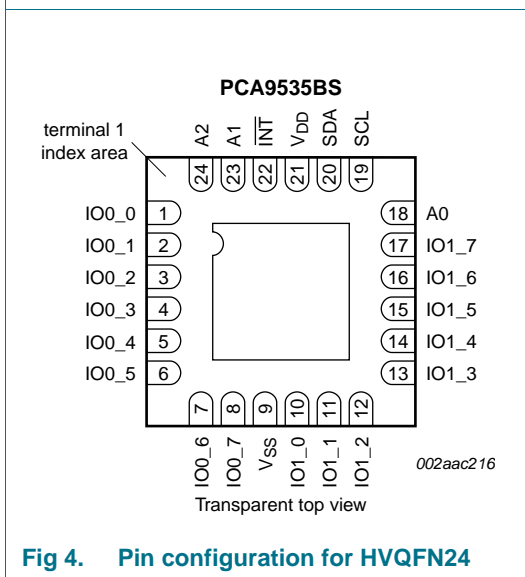 PCA9535BS
terminal 1
index area
A2
A1
INT
VDD
SDA
SCL
24
23
22
21
20
19
IO0_0 1
18 A0
IO0_1 2
17 IO1_7
IO0_2 3
16 IO1_6
IO0_3 4
15 IO1_5
IO0_4 5
14 IO1_4
IO0_5 6
13 IO1_3
7
8
9
10
11
12
IO0_6
IO0_7
VSS
IO1_0
IO1_1
IO1_2
002aac216
Transparent top view
Fig 4. Pin configuration for HVQFN24